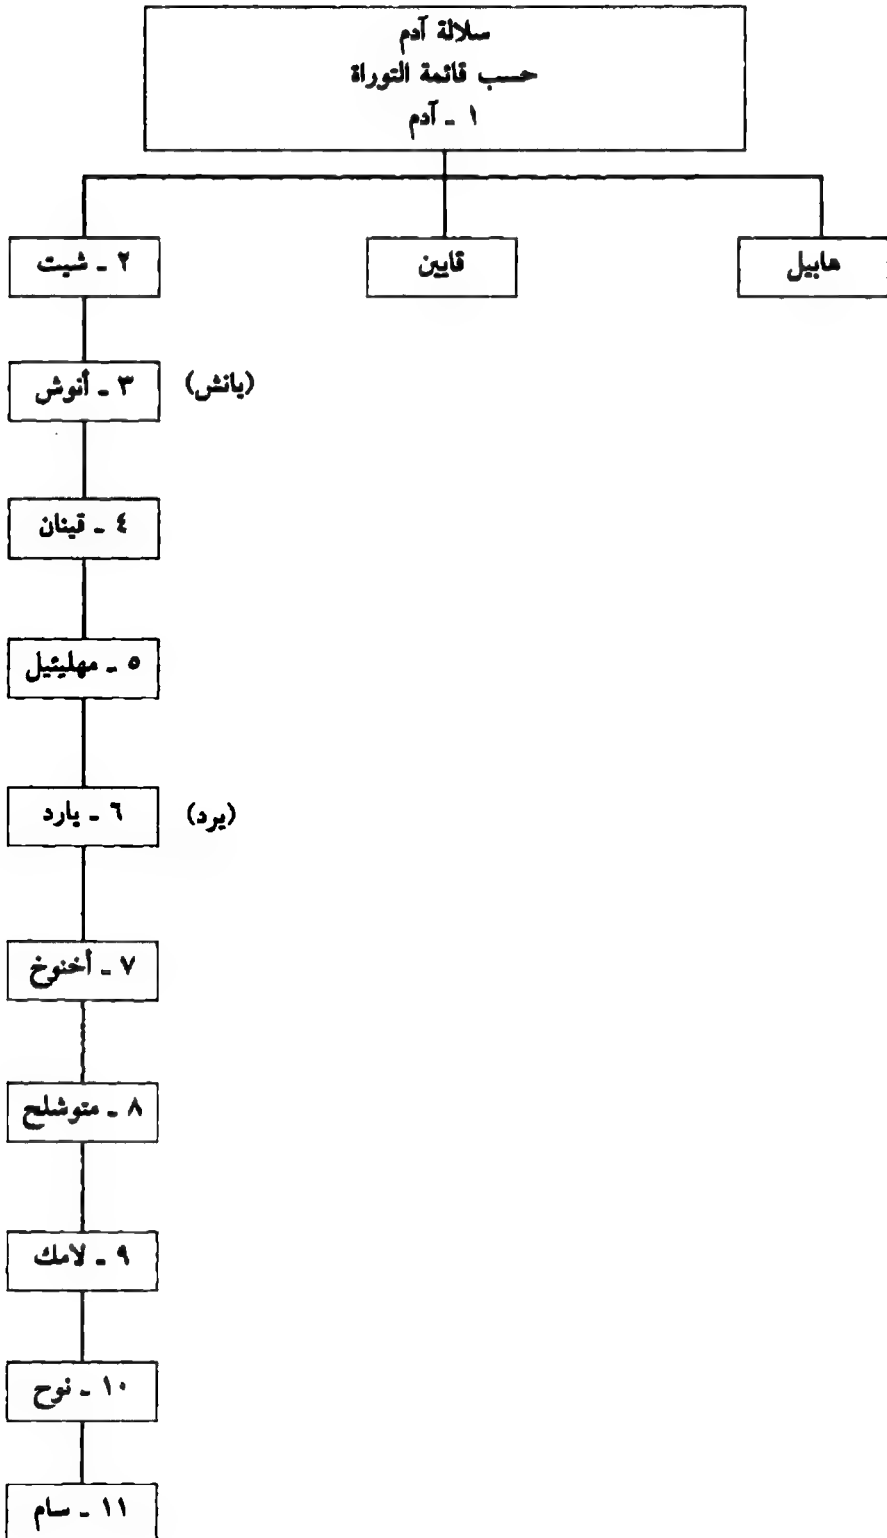 سلالة آدم
حسب قائمة التوراة
١ - آدم
هابيل
قايين
٢ - شيت
٣ - أنوش
(يانش)
٤ - قينان
٥ - مهليئيل
٦ - يارد
(يرد)
٧ - أخنوخ
٨ - متوشلح
٩ - لامك
١٠ - نوح
١١ - سام